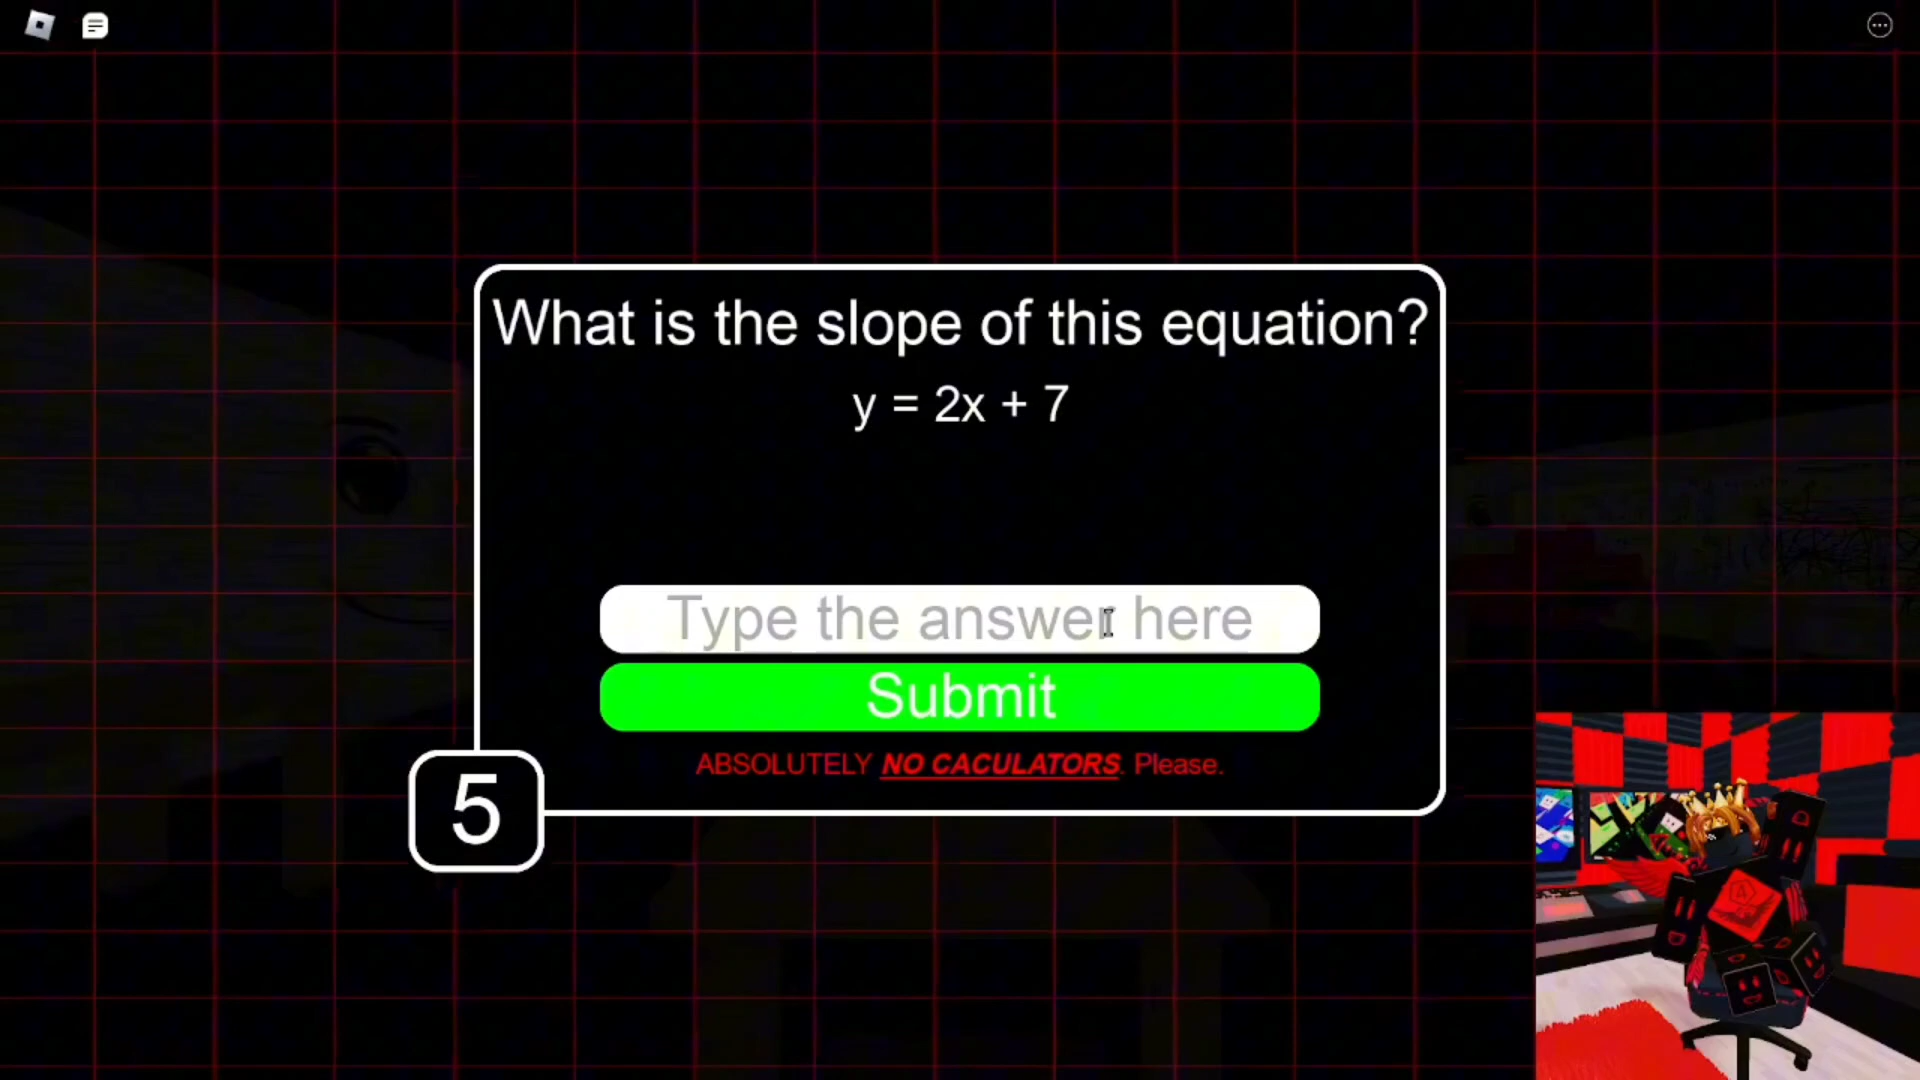 What is the slope of this equation?
y = 2x + 7
Type the answer here
Submit
ABSOLUTELY NO CACULATORS. Please.
5